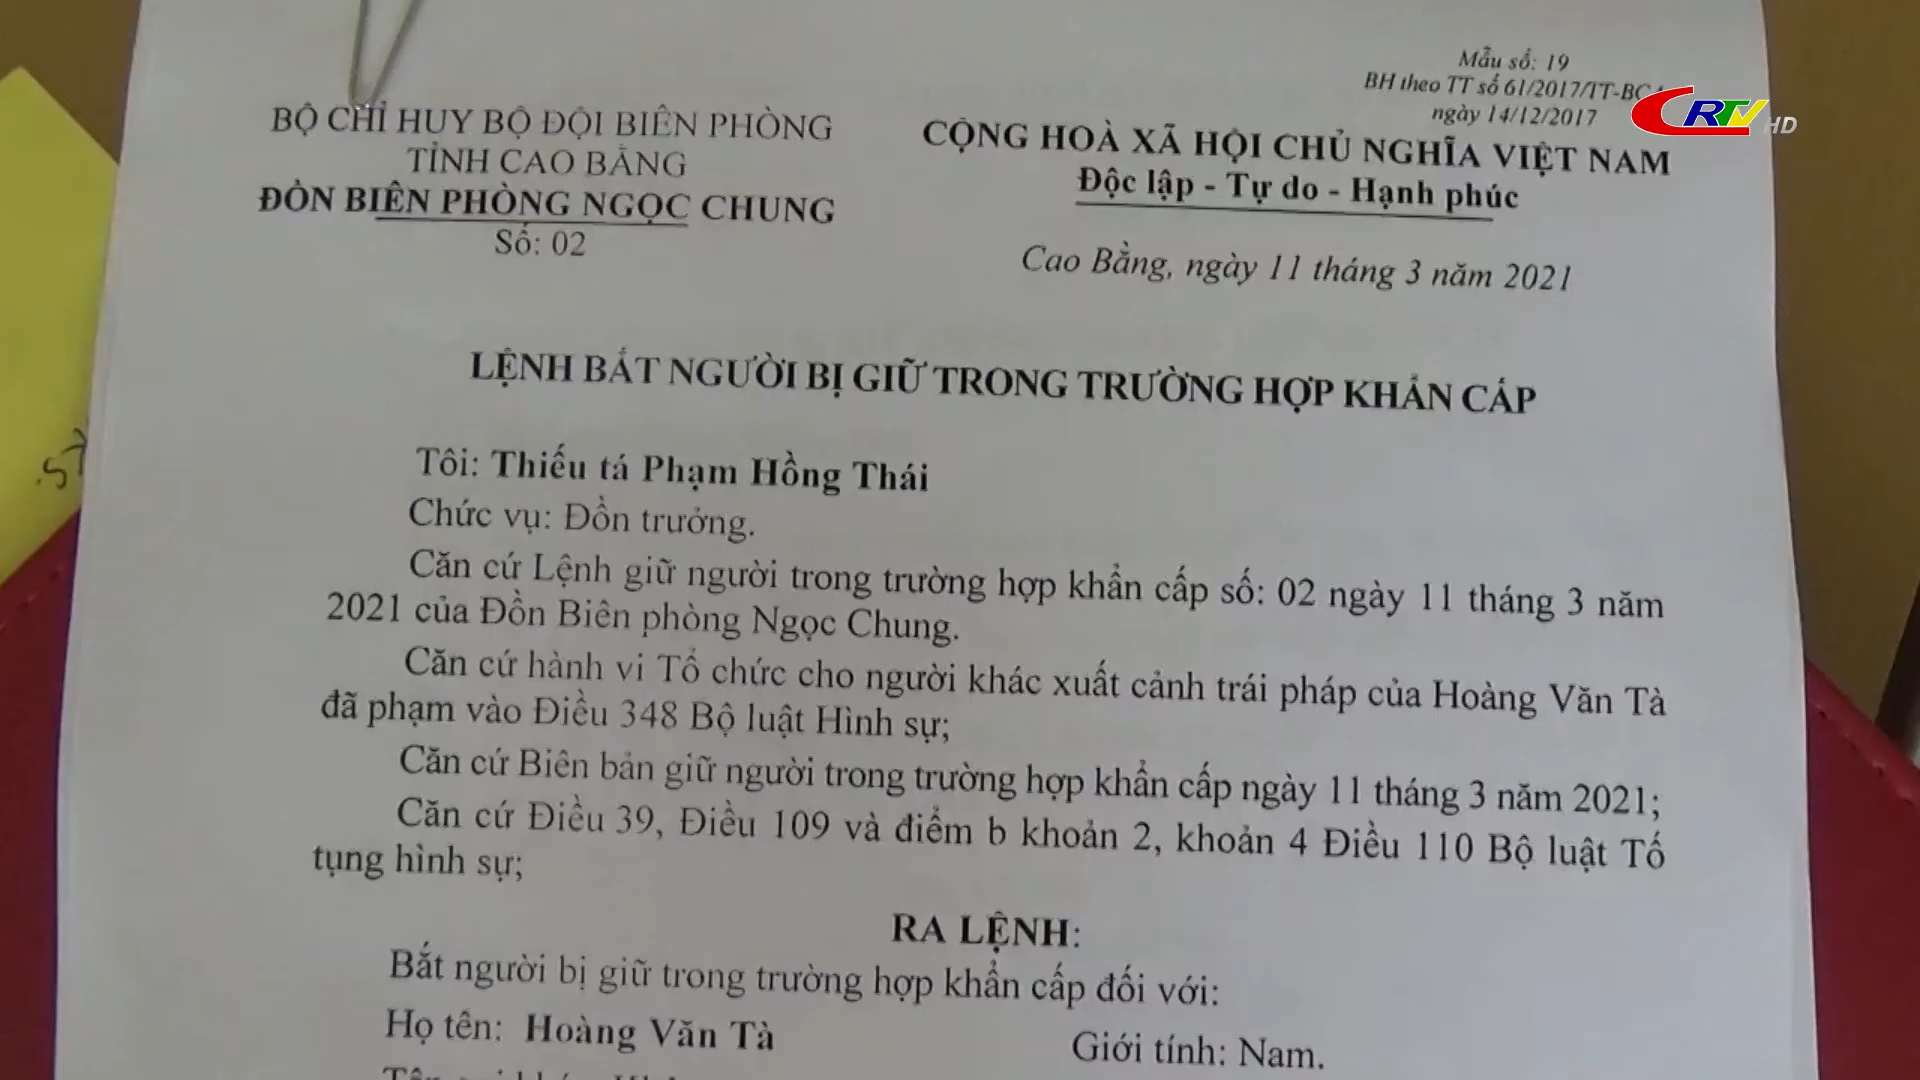 Mẫu số: 19
BH theo TT số 61/2017/TT-BCA
ngày 14/12/2017
CRTV HD
BỘ CHỈ HUY BỘ ĐỘI BIÊN PHÒNG
TỈNH CAO BẰNG
ĐỒN BIÊN PHÒNG NGỌC CHUNG
Số: 02
CỘNG HOÀ XÃ HỘI CHỦ NGHĨA VIỆT NAM
Độc lập - Tự do - Hạnh phúc
Cao Bằng, ngày 11 tháng 3 năm 2021
LỆNH BẮT NGƯỜI BỊ GIỮ TRONG TRƯỜNG HỢP KHẨN CẤP
Tôi: Thiếu tá Phạm Hồng Thái
Chức vụ: Đồn trưởng.
Căn cứ Lệnh giữ người trong trường hợp khẩn cấp số: 02 ngày 11 tháng 3 năm
2021 của Đồn Biên phòng Ngọc Chung.
Căn cứ hành vi Tổ chức cho người khác xuất cảnh trái pháp của Hoàng Văn Tà
đã phạm vào Điều 348 Bộ luật Hình sự;
Căn cứ Biên bản giữ người trong trường hợp khẩn cấp ngày 11 tháng 3 năm 2021;
Căn cứ Điều 39, Điều 109 và điểm b khoản 2, khoản 4 Điều 110 Bộ luật Tố
tụng hình sự;
RA LỆNH:
Bắt người bị giữ trong trường hợp khẩn cấp đối với:
Họ tên: Hoàng Văn Tà Giới tính: Nam.